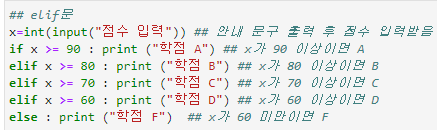 ## elif문
x=int(input("점수 입력")) ## 안내 문구 출력 후 점수 입력받음
if x >= 90 : print ("학점 A") ## x가 90 이상이면 A
elif x >= 80 : print ("학점 B") ## x가 80 이상이면 B
elif x >= 70 : print ("학점 C") ## x가 70 이상이면 C
elif x >= 60 : print ("학점 D") ## x가 60 이상이면 D
else : print ("학점 F")  ## x가 60 미만이면 F